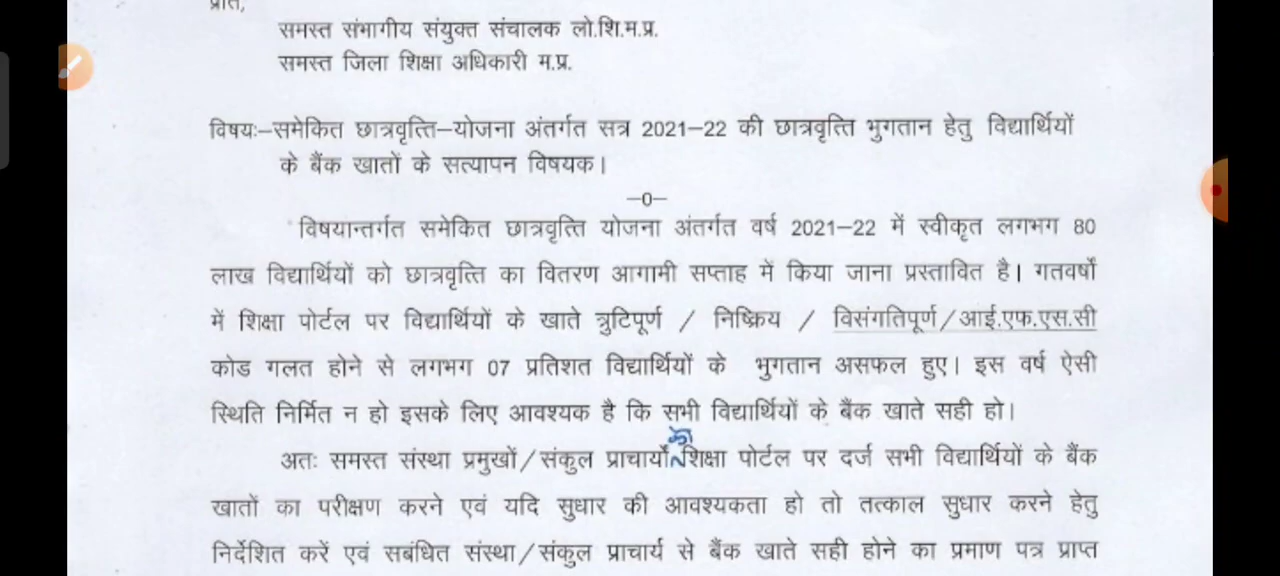 प्रति,
समस्त संभागीय संयुक्त संचालक लो.शि.म.प्र.
समस्त जिला शिक्षा अधिकारी म.प्र.
विषयः–समेकित छात्रवृत्ति–योजना अंतर्गत सत्र 2021–22 की छात्रवृत्ति भुगतान हेतु विद्यार्थियों
के बैंक खातों के सत्यापन विषयक।
–0–
विषयान्तर्गत समेकित छात्रवृत्ति योजना अंतर्गत वर्ष 2021–22 में स्वीकृत लगभग 80
लाख विद्यार्थियों को छात्रवृत्ति का वितरण आगामी सप्ताह में किया जाना प्रस्तावित है। गतवर्षो
में शिक्षा पोर्टल पर विद्यार्थियों के खाते त्रुटिपूर्ण / निष्क्रिय / विसंगतिपूर्ण/आई.एफ.एस.सी
कोड गलत होने से लगभग 07 प्रतिशत विद्यार्थियों के भुगतान असफल हुए। इस वर्ष ऐसी
स्थिति निर्मित न हो इसके लिए आवश्यक है कि सभी विद्यार्थियों के बैंक खाते सही हो।
को
अतः समस्त संस्था प्रमुखों/संकुल प्राचार्यो शिक्षा पोर्टल पर दर्ज सभी विद्यार्थियों के बैंक
खातों का परीक्षण करने एवं यदि सुधार की आवश्यकता हो तो तत्काल सुधार करने हेतु
निर्देशित करें एवं सबंधित संस्था/संकुल प्राचार्य से बैंक खाते सही होने का प्रमाण पत्र प्राप्त